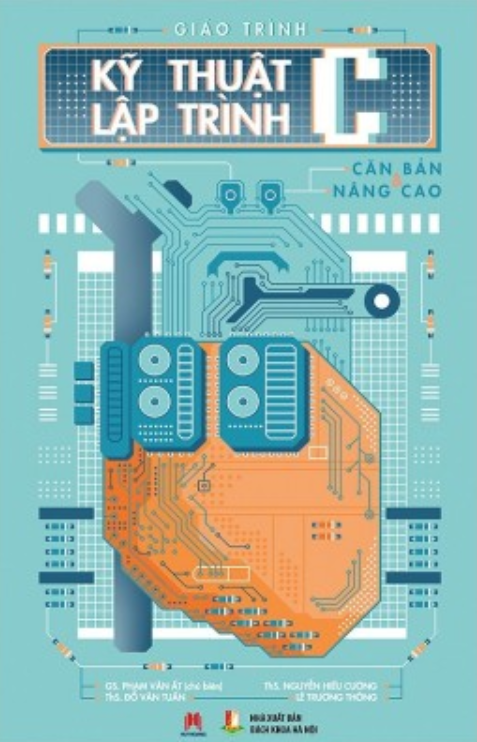 GIÁO TRÌNH
KỸ THUẬT
LẬP TRÌNH C
CĂN BẢN
&
NÂNG CAO
GS. PHẠM VĂN ẤT (chủ biên)
ThS. NGUYỄN HIẾU CƯỜNG
ThS. ĐỖ VĂN TUẤN
LÊ TRƯỜNG THÔNG
NHÀ XUẤT BẢN
BÁCH KHOA HÀ NỘI